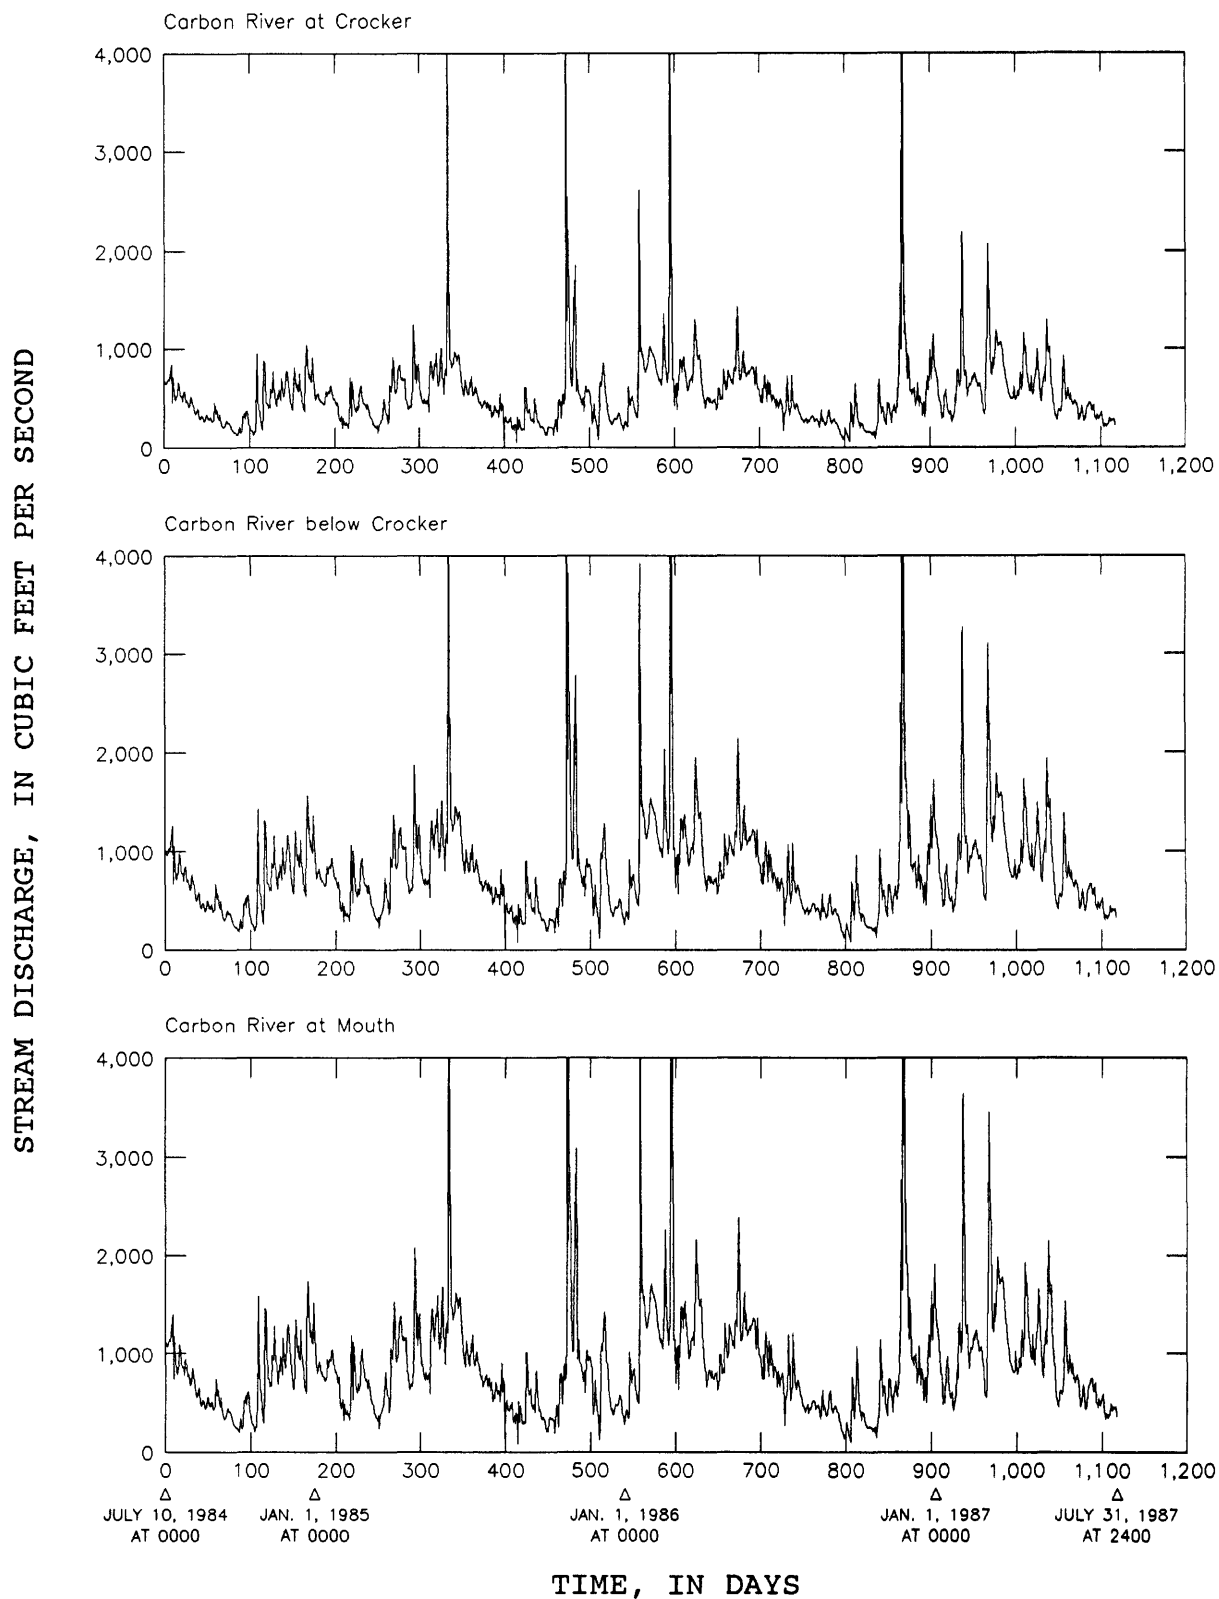 STREAM DISCHARGE, IN CUBIC FEET PER SECOND
Carbon River at Crocker
4,000
3,000
2,000
1,000
0
0 100 200 300 400 500 600 700 800 900 1,000 1,100 1,200
Carbon River below Crocker
4,000
3,000
2,000
1,000
0
0 100 200 300 400 500 600 700 800 900 1,000 1,100 1,200
Carbon River at Mouth
4,000
3,000
2,000
1,000
0
0 100 200 300 400 500 600 700 800 900 1,000 1,100 1,200
JULY 10, 1984 JAN. 1, 1985 JAN. 1, 1986 JAN. 1, 1987 JULY 31, 1987
AT 0000 AT 0000 AT 0000 AT 0000 AT 2400
TIME, IN DAYS